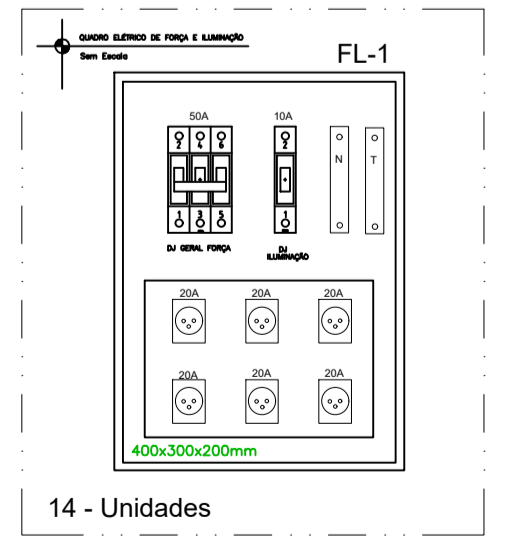 QUADRO ELÉTRICO DE FORÇA E ILUMINAÇÃO
Sem Escala
FL-1
50A 10A
2 4 6 2
N T
1 3 5 1
DJ GERAL FORÇA
DJ
ILUMINAÇÃO
20A 20A 20A
20A 20A 20A
400x300x200mm
14 - Unidades